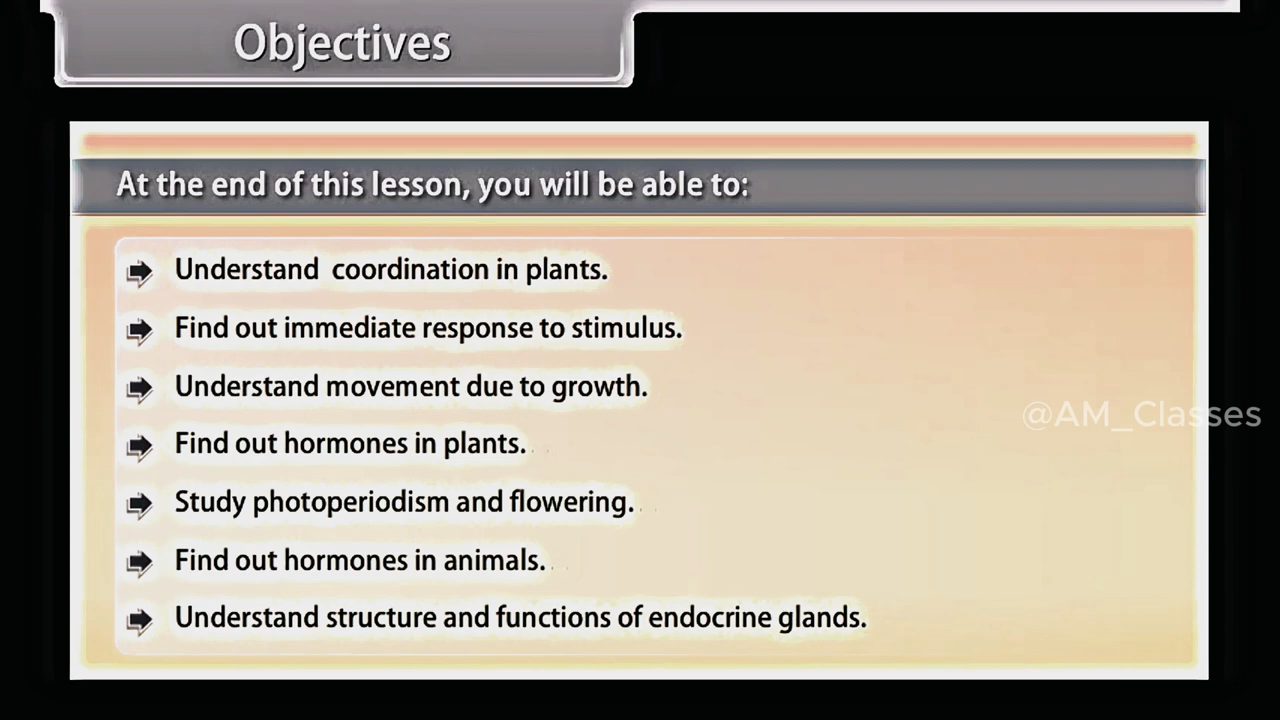 Objectives
At the end of this lesson, you will be able to:
Understand coordination in plants.
Find out immediate response to stimulus.
Understand movement due to growth.
@AM_Classes
Find out hormones in plants.
Study photoperiodism and flowering.
Find out hormones in animals.
Understand structure and functions of endocrine glands.